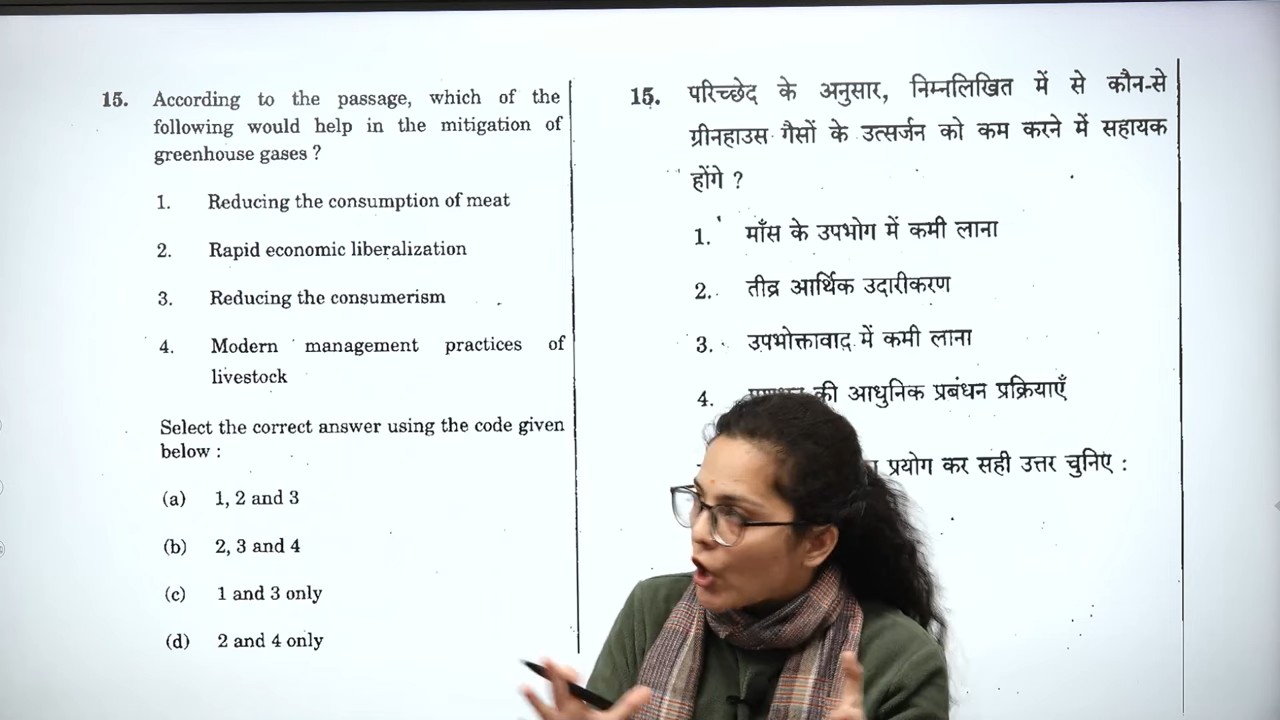 15. According to the passage, which of the
following would help in the mitigation of
greenhouse gases ?
1. Reducing the consumption of meat
2. Rapid economic liberalization
3. Reducing the consumerism
4. Modern management practices of
livestock
Select the correct answer using the code given
below :
(a) 1, 2 and 3
(b) 2, 3 and 4
(c) 1 and 3 only
(d) 2 and 4 only
15. परिच्छेद के अनुसार, निम्नलिखित में से कौन-से
ग्रीनहाउस गैसों के उत्सर्जन को कम करने में सहायक
होंगे ?
1. माँस के उपभोग में कमी लाना
2. तीव्र आर्थिक उदारीकरण
3. उपभोक्तावाद में कमी लाना
4. की आधुनिक प्रबंधन प्रक्रियाएँ
प्रयोग कर सही उत्तर चुनिए :